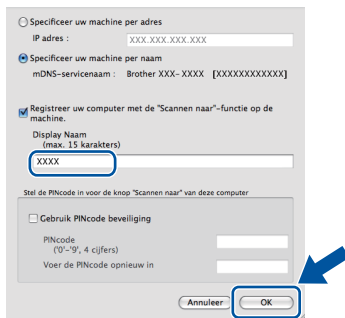 Specificeer uw machine per adres
IP adres : XXX.XXX.XXX.XXX
Specificeer uw machine per naam
mDNS-servicenaam : Brother XXX-XXXX [XXXXXXXXXXXX]
Registreer uw computer met de "Scannen naar"-functie op de
machine.
Display Naam
(max. 15 karakters)
XXXX
Stel de PINcode in voor de knop "Scannen naar" van deze computer
Gebruik PINcode beveiliging
PINcode
('0'-'9', 4 cijfers)
Voer de PINcode opnieuw in
Annuleer OK